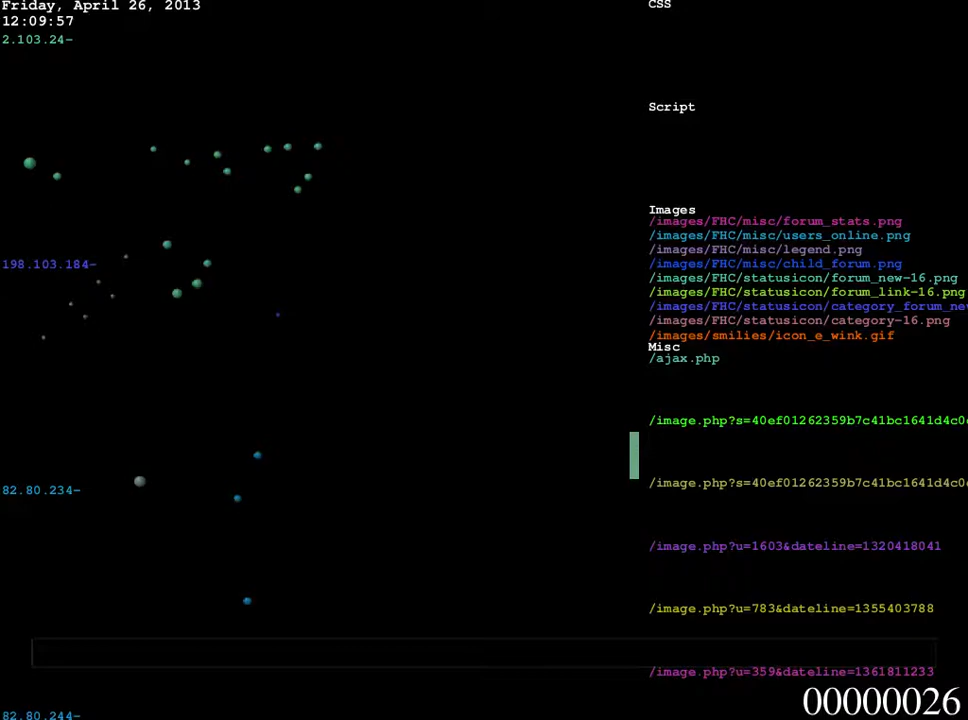 Friday, April 26, 2013
12:09:57
2.103.24-
198.103.184-
82.80.234-
82.80.244-
CSS
Script
Images
/images/FHC/misc/forum_stats.png
/images/FHC/misc/users_online.png
/images/FHC/misc/legend.png
/images/FHC/misc/child_forum.png
/images/FHC/statusicon/forum_new-16.png
/images/FHC/statusicon/forum_link-16.png
/images/FHC/statusicon/category_forum_ne
/images/FHC/statusicon/category-16.png
/images/smilies/icon_e_wink.gif
Misc
/ajax.php
/image.php?s=40ef01262359b7c41bc1641d4c0
/image.php?s=40ef01262359b7c41bc1641d4c0
/image.php?u=1603&dateline=1320418041
/image.php?u=783&dateline=1355403788
/image.php?u=359&dateline=1361811233
00000026